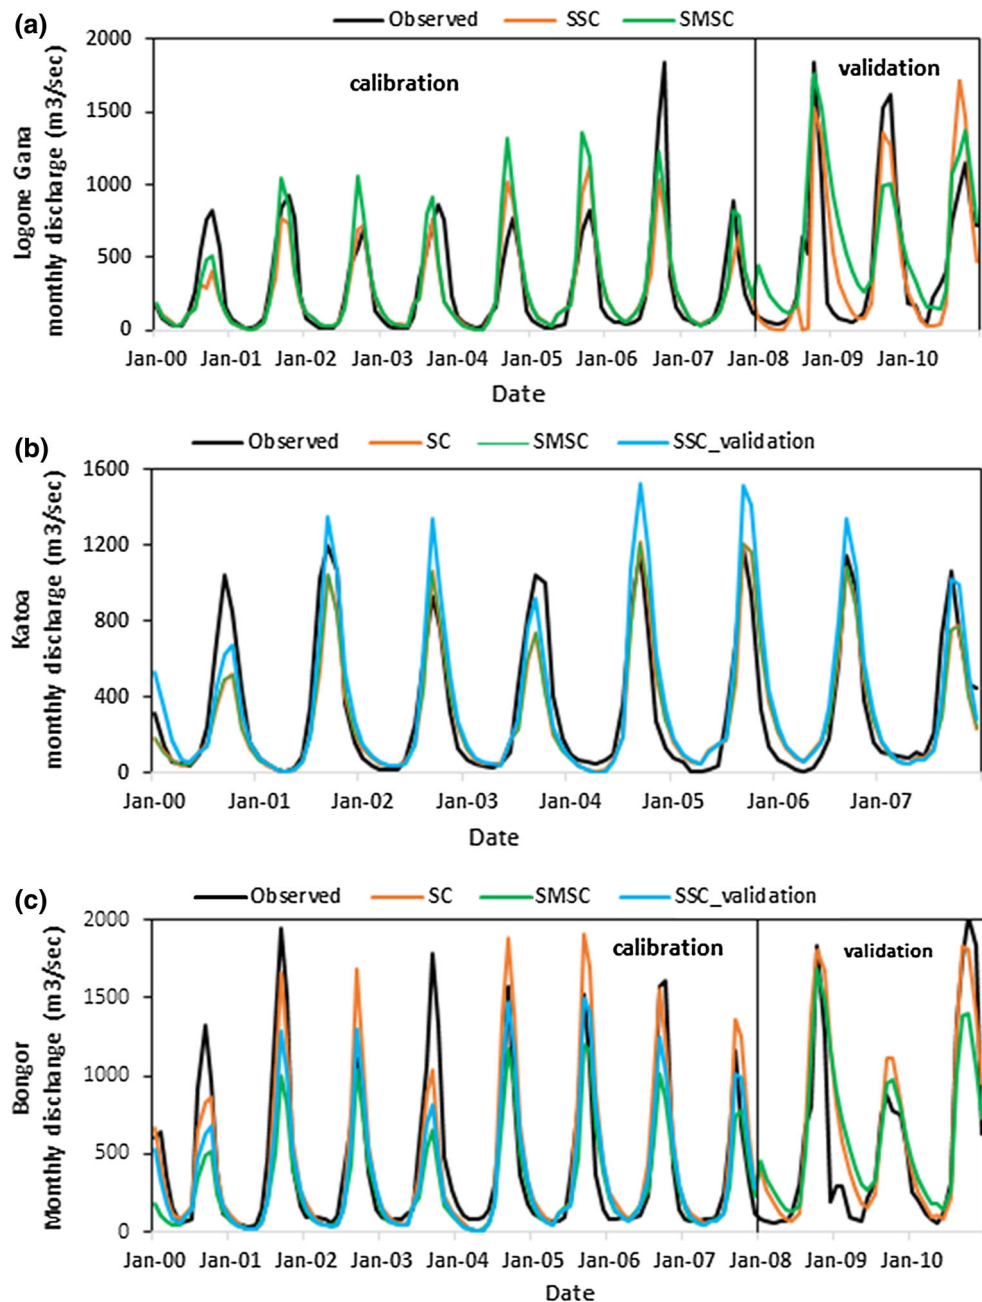 (a)
Observed SSC SMSC
Logone Gana
monthly discharge (m3/sec)
2000
1500
1000
500
0
calibration
validation
Jan-00 Jan-01 Jan-02 Jan-03 Jan-04 Jan-05 Jan-06 Jan-07 Jan-08 Jan-09 Jan-10
Date
(b)
Observed SC SMSC SSC_validation
Katoa
monthly discharge (m3/sec)
1600
1200
800
400
0
Jan-00 Jan-01 Jan-02 Jan-03 Jan-04 Jan-05 Jan-06 Jan-07
Date
(c)
Observed SC SMSC SSC_validation
Bongor
Monthly dischange (m3/sec)
2000
1500
1000
500
0
calibration
validation
Jan-00 Jan-01 Jan-02 Jan-03 Jan-04 Jan-05 Jan-06 Jan-07 Jan-08 Jan-09 Jan-10
Date